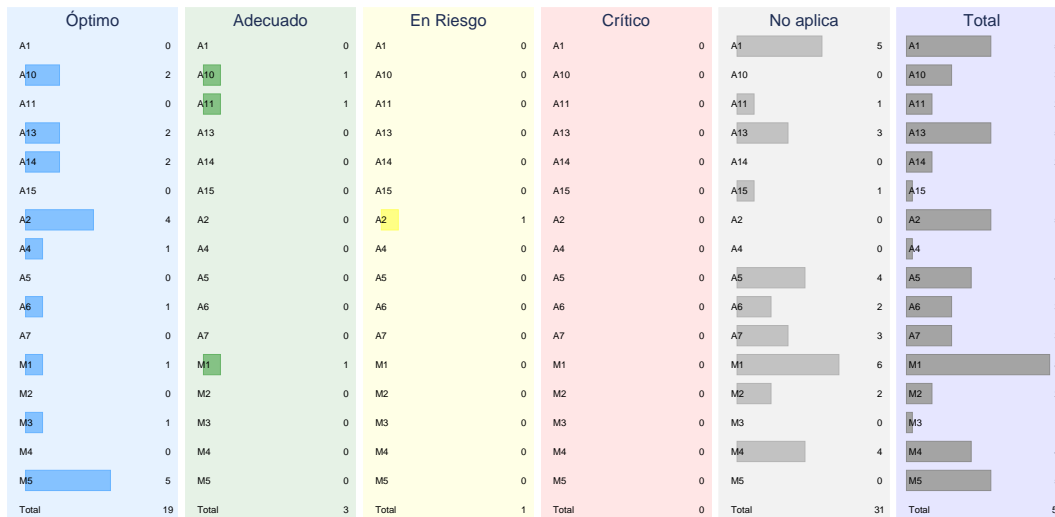 Óptimo Adecuado En Riesgo Crítico No aplica Total
A1 0 A1 0 A1 0 A1 0 A1 5 A1
A10 2 A10 1 A10 0 A10 0 A10 0 A10
A11 0 A11 1 A11 0 A11 0 A11 1 A11
A13 2 A13 0 A13 0 A13 0 A13 3 A13
A14 2 A14 0 A14 0 A14 0 A14 0 A14
A15 0 A15 0 A15 0 A15 0 A15 1 A15
A2 4 A2 0 A2 1 A2 0 A2 0 A2
A4 1 A4 0 A4 0 A4 0 A4 0 A4
A5 0 A5 0 A5 0 A5 0 A5 4 A5
A6 1 A6 0 A6 0 A6 0 A6 2 A6
A7 0 A7 0 A7 0 A7 0 A7 3 A7
M1 1 M1 1 M1 0 M1 0 M1 6 M1
M2 0 M2 0 M2 0 M2 0 M2 2 M2
M3 1 M3 0 M3 0 M3 0 M3 0 M3
M4 0 M4 0 M4 0 M4 0 M4 4 M4
M5 5 M5 0 M5 0 M5 0 M5 0 M5
Total 19 Total 3 Total 1 Total 0 Total 31 Total